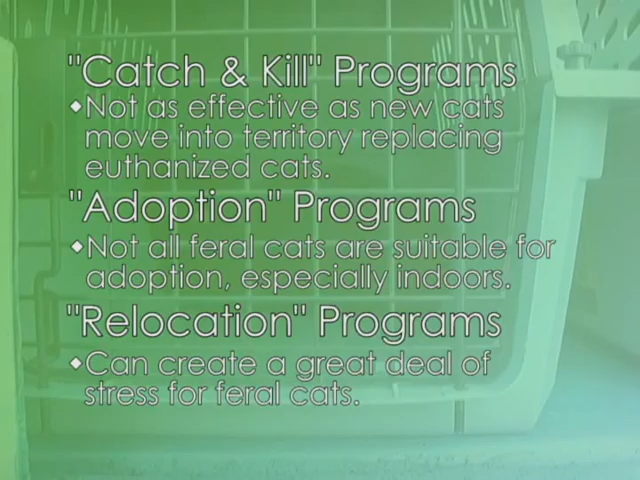 "Catch & Kill" Programs
◆Not as effective as new cats
move into territory replacing
euthanized cats.
"Adoption" Programs
◆Not all feral cats are suitable for
adoption, especially indoors.
"Relocation" Programs
◆Can create a great deal of
stress for feral cats.